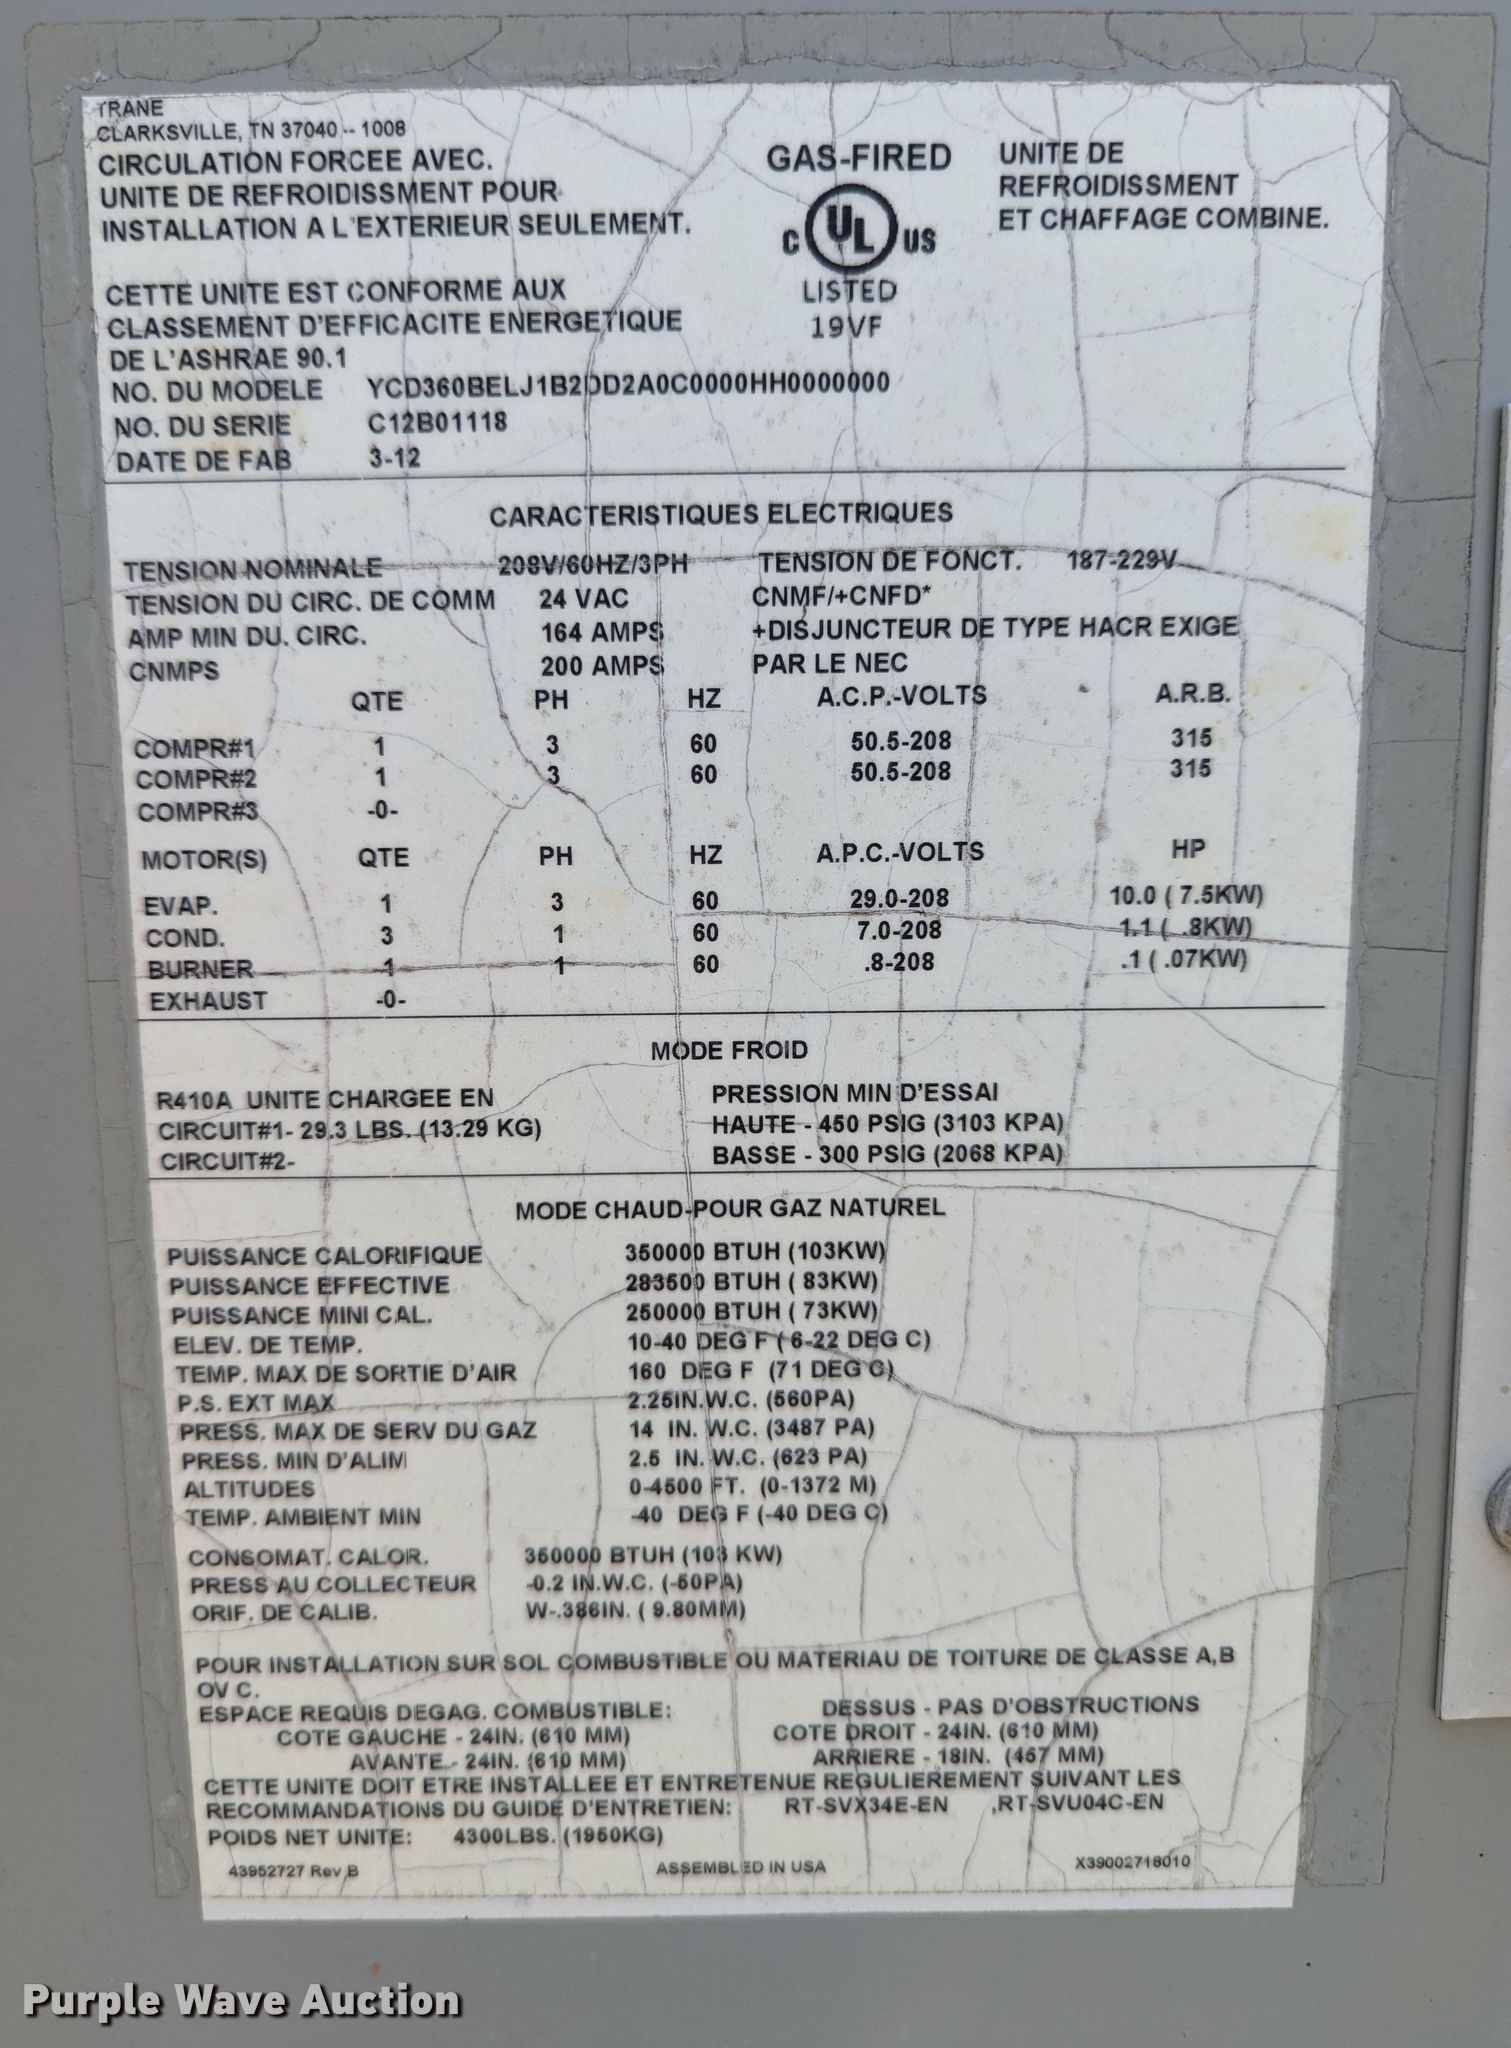 TRANE
CLARKSVILLE, TN 37040 -- 1008
CIRCULATION FORCEE AVEC.
UNITE DE REFROIDISSMENT POUR
INSTALLATION A L'EXTERIEUR SEULEMENT.
GAS-FIRED
C UL US
LISTED
19VF
UNITE DE
REFROIDISSMENT
ET CHAFFAGE COMBINE.
CETTE UNITE EST CONFORME AUX
CLASSEMENT D'EFFICACITE ENERGETIQUE
DE L'ASHRAE 90.1
NO. DU MODELE YCD360BELJ1B2DD2A0C0000HH0000000
NO. DU SERIE C12B01118
DATE DE FAB 3-12
CARACTERISTIQUES ELECTRIQUES
TENSION NOMINALE 208V/60HZ/3PH TENSION DE FONCT. 187-229V
TENSION DU CIRC. DE COMM 24 VAC CNMF/+CNFD*
AMP MIN DU. CIRC. 164 AMPS +DISJUNCTEUR DE TYPE HACR EXIGE
CNMPS 200 AMPS PAR LE NEC
QTE PH HZ A.C.P.-VOLTS A.R.B.
COMPR#1 1 3 60 50.5-208 315
COMPR#2 1 3 60 50.5-208 315
COMPR#3 -0-
MOTOR(S) QTE PH HZ A.P.C.-VOLTS HP
EVAP. 1 3 60 29.0-208 10.0 ( 7.5KW)
COND. 3 1 60 7.0-208 1.1 ( .8KW)
BURNER 1 1 60 .8-208 .1 ( .07KW)
EXHAUST -0-
MODE FROID
R410A UNITE CHARGEE EN PRESSION MIN D'ESSAI
CIRCUIT#1- 29.3 LBS. (13.29 KG) HAUTE - 450 PSIG (3103 KPA)
CIRCUIT#2- BASSE - 300 PSIG (2068 KPA)
MODE CHAUD-POUR GAZ NATUREL
PUISSANCE CALORIFIQUE 350000 BTUH (103KW)
PUISSANCE EFFECTIVE 283500 BTUH ( 83KW)
PUISSANCE MINI CAL. 250000 BTUH ( 73KW)
ELEV. DE TEMP. 10-40 DEG F ( 6-22 DEG C)
TEMP. MAX DE SORTIE D'AIR 160 DEG F (71 DEG C)
P.S. EXT MAX 2.25IN.W.C. (560PA)
PRESS. MAX DE SERV DU GAZ 14 IN. W.C. (3487 PA)
PRESS. MIN D'ALIM 2.5 IN. W.C. (623 PA)
ALTITUDES 0-4500 FT. (0-1372 M)
TEMP. AMBIENT MIN -40 DEG F (-40 DEG C)
CONSOMAT. CALOR. 350000 BTUH (103 KW)
PRESS AU COLLECTEUR -0.2 IN.W.C. (-50PA)
ORIF. DE CALIB. W-.386IN. ( 9.80MM)
POUR INSTALLATION SUR SOL COMBUSTIBLE OU MATERIAU DE TOITURE DE CLASSE A,B
OV C.
ESPACE REQUIS DEGAG. COMBUSTIBLE: DESSUS - PAS D'OBSTRUCTIONS
COTE GAUCHE - 24IN. (610 MM) COTE DROIT - 24IN. (610 MM)
AVANTE - 24IN. (610 MM) ARRIERE - 18IN. (457 MM)
CETTE UNITE DOIT ETRE INSTALLEE ET ENTRETENUE REGULIEREMENT SUIVANT LES
RECOMMANDATIONS DU GUIDE D'ENTRETIEN: RT-SVX34E-EN ,RT-SVU04C-EN
POIDS NET UNITE: 4300LBS. (1950KG)
43952727 Rev B ASSEMBLED IN USA X39002718010
Purple Wave Auction